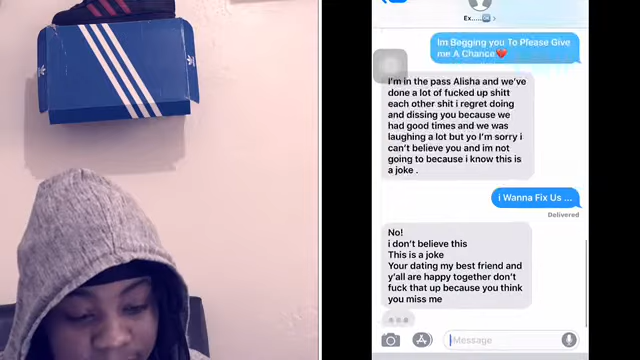 Ex.....
Im Begging you To Please Give
me A Chance
I'm in the pass Alisha and we've
done a lot of fucked up shitt
each other shit i regret doing
and dissing you because we
had good times and we was
laughing a lot but yo I'm sorry i
can't believe you and im not
going to because i know this is
a joke .
i Wanna Fix Us ...
Delivered
No!
i don't believe this
This is a joke
Your dating my best friend and
y'all are happy together don't
fuck that up because you think
you miss me
iMessage